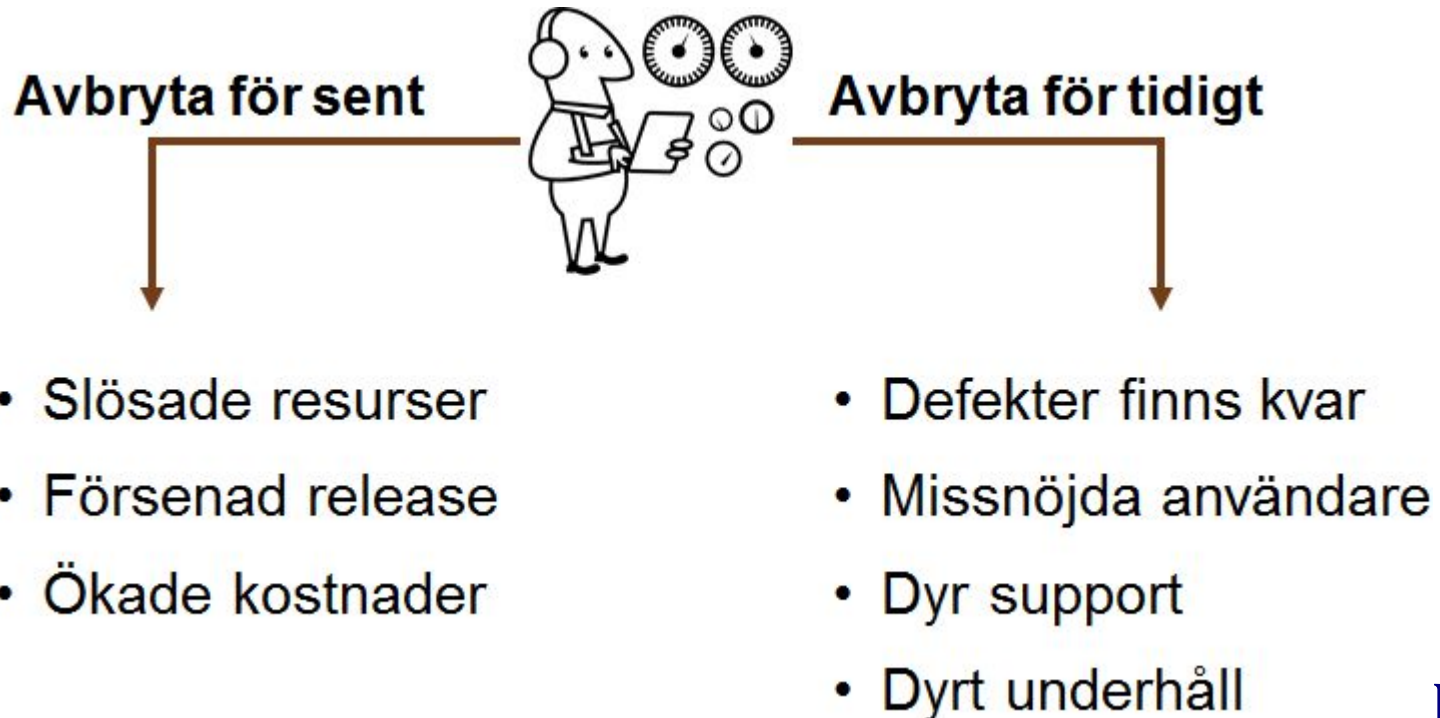 Avbryta för sent
Avbryta för tidigt
• Slösade resurser
• Försenad release
• Ökade kostnader
• Defekter finns kvar
• Missnöjda användare
• Dyr support
• Dyrt underhåll